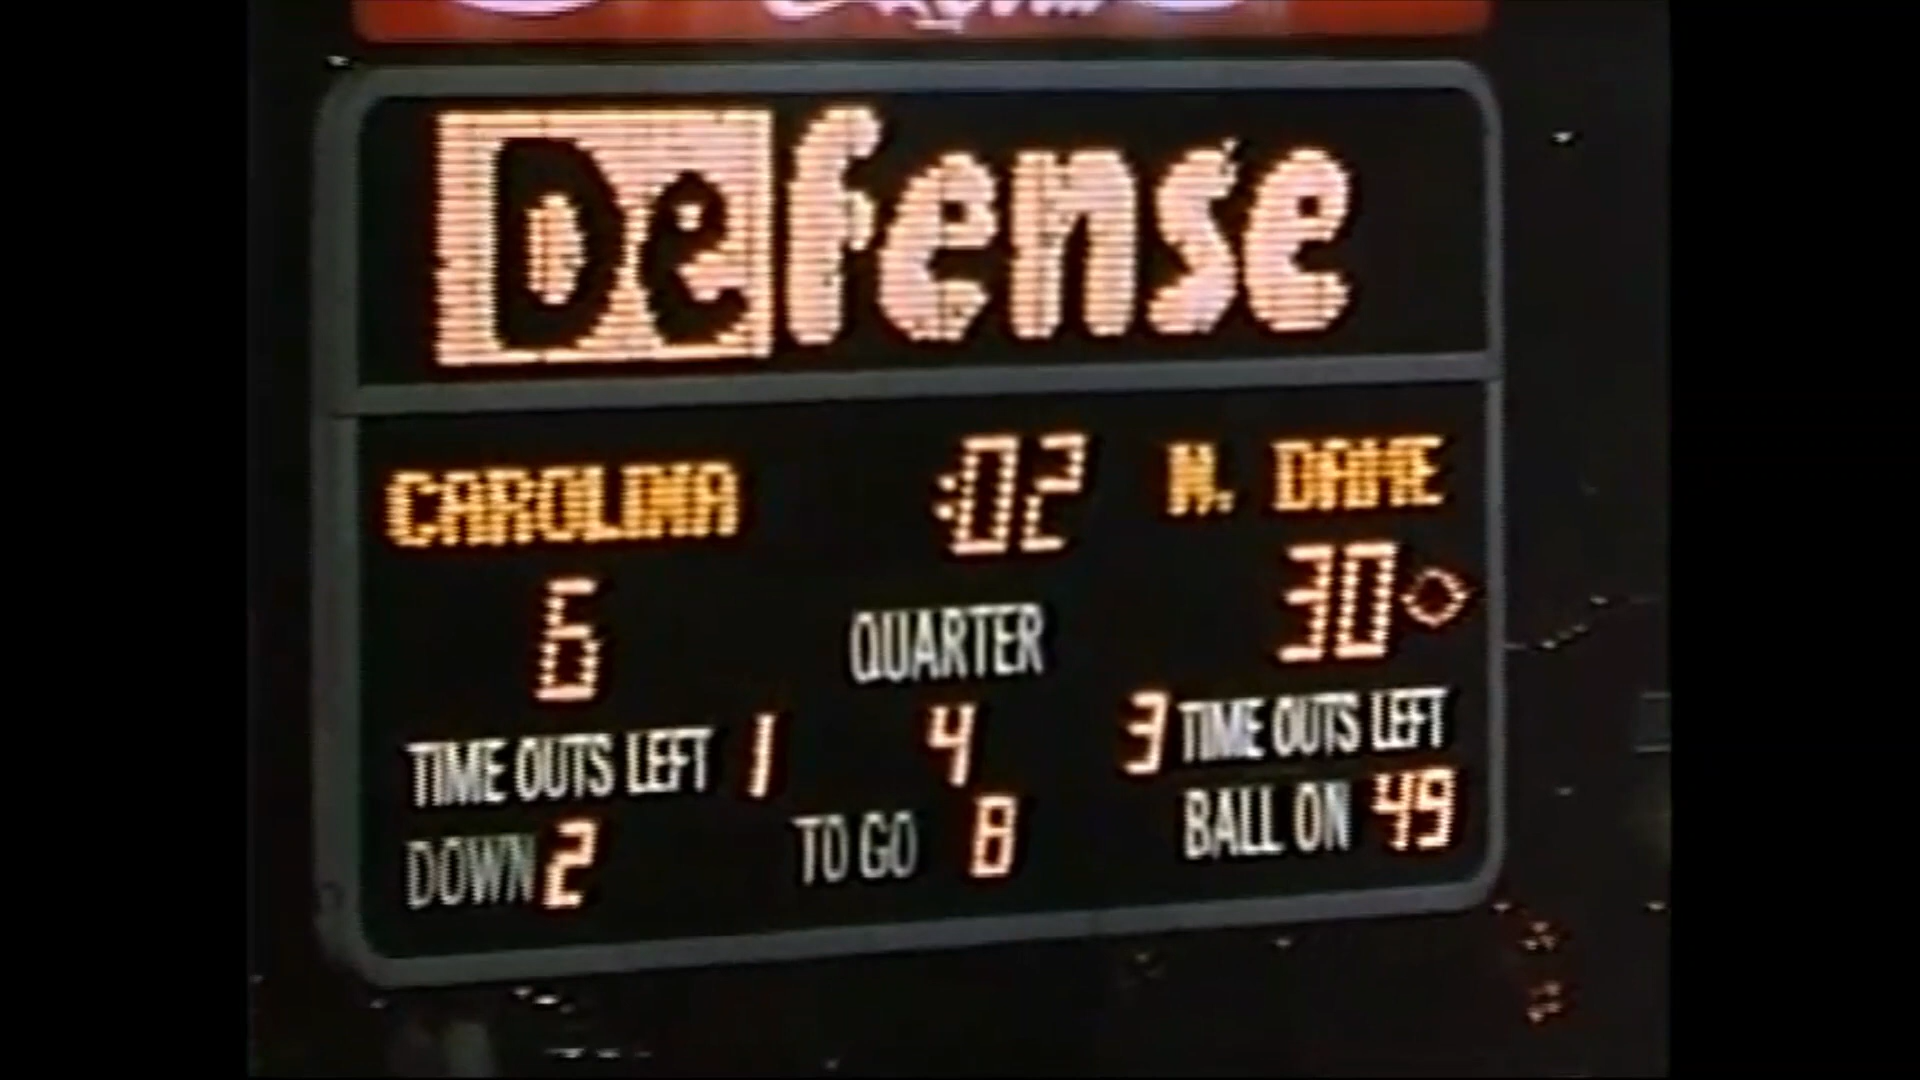 Defense
CAROLINA :02 N. DAME
6 QUARTER 30
TIME OUTS LEFT 1 4 3 TIME OUTS LEFT
DOWN 2 TO GO 8 BALL ON 49